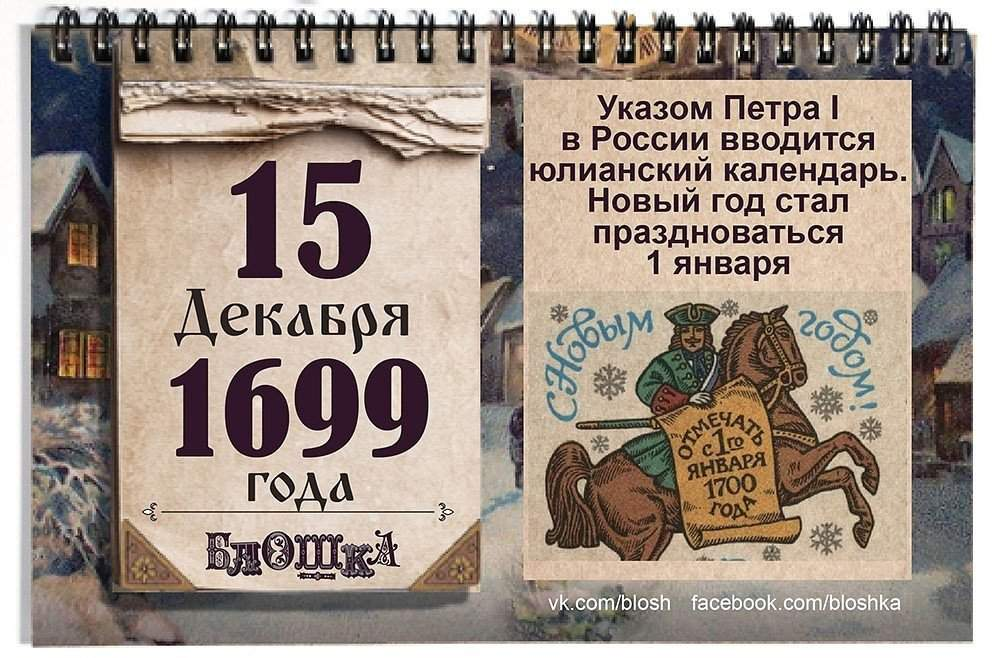 15
Декабря
1699
года
БЛОШКА
Указом Петра I
в России вводится
юлианский календарь.
Новый год стал
праздноваться
1 января
С Новым годом!
ОТМЕЧАТЬ
с 1го
ЯНВАРЯ
1700
ГОДА
vk.com/blosh facebook.com/bloshka